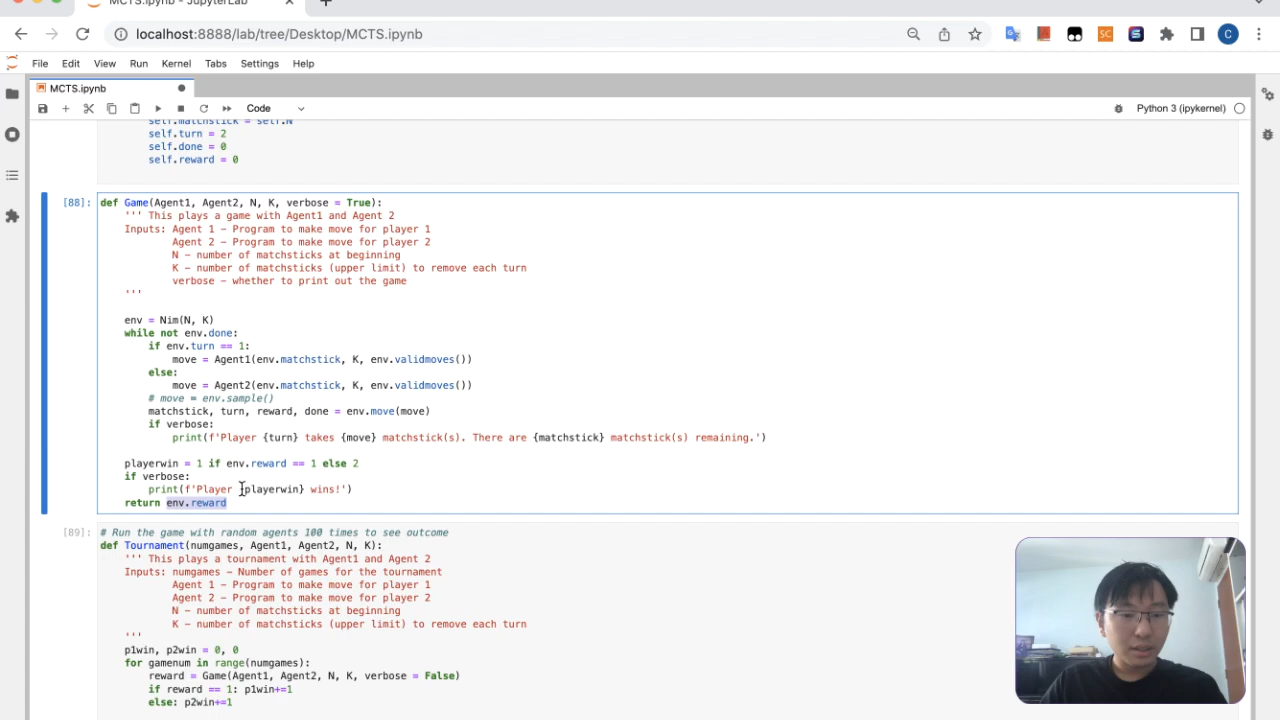 MCTS.ipynb - JupyterLab
localhost:8888/lab/tree/Desktop/MCTS.ipynb
SC
S
C
File Edit View Run Kernel Tabs Settings Help
MCTS.ipynb
Code
Python 3 (ipykernel)
self.matchstick = self.N
self.turn = 2
self.done = 0
self.reward = 0
[88]: def Game(Agent1, Agent2, N, K, verbose = True):
''' This plays a game with Agent1 and Agent 2
Inputs: Agent 1 - Program to make move for player 1
Agent 2 - Program to make move for player 2
N - number of matchsticks at beginning
K - number of matchsticks (upper limit) to remove each turn
verbose - whether to print out the game
'''
env = Nim(N, K)
while not env.done:
if env.turn == 1:
move = Agent1(env.matchstick, K, env.validmoves())
else:
move = Agent2(env.matchstick, K, env.validmoves())
# move = env.sample()
matchstick, turn, reward, done = env.move(move)
if verbose:
print(f'Player {turn} takes {move} matchstick(s). There are {matchstick} matchstick(s) remaining.')
playerwin = 1 if env.reward == 1 else 2
if verbose:
print(f'Player {playerwin} wins!')
return env.reward
[89]: # Run the game with random agents 100 times to see outcome
def Tournament(numgames, Agent1, Agent2, N, K):
''' This plays a tournament with Agent1 and Agent 2
Inputs: numgames - Number of games for the tournament
Agent 1 - Program to make move for player 1
Agent 2 - Program to make move for player 2
N - number of matchsticks at beginning
K - number of matchsticks (upper limit) to remove each turn
'''
p1win, p2win = 0, 0
for gamenum in range(numgames):
reward = Game(Agent1, Agent2, N, K, verbose = False)
if reward == 1: p1win+=1
else: p2win+=1